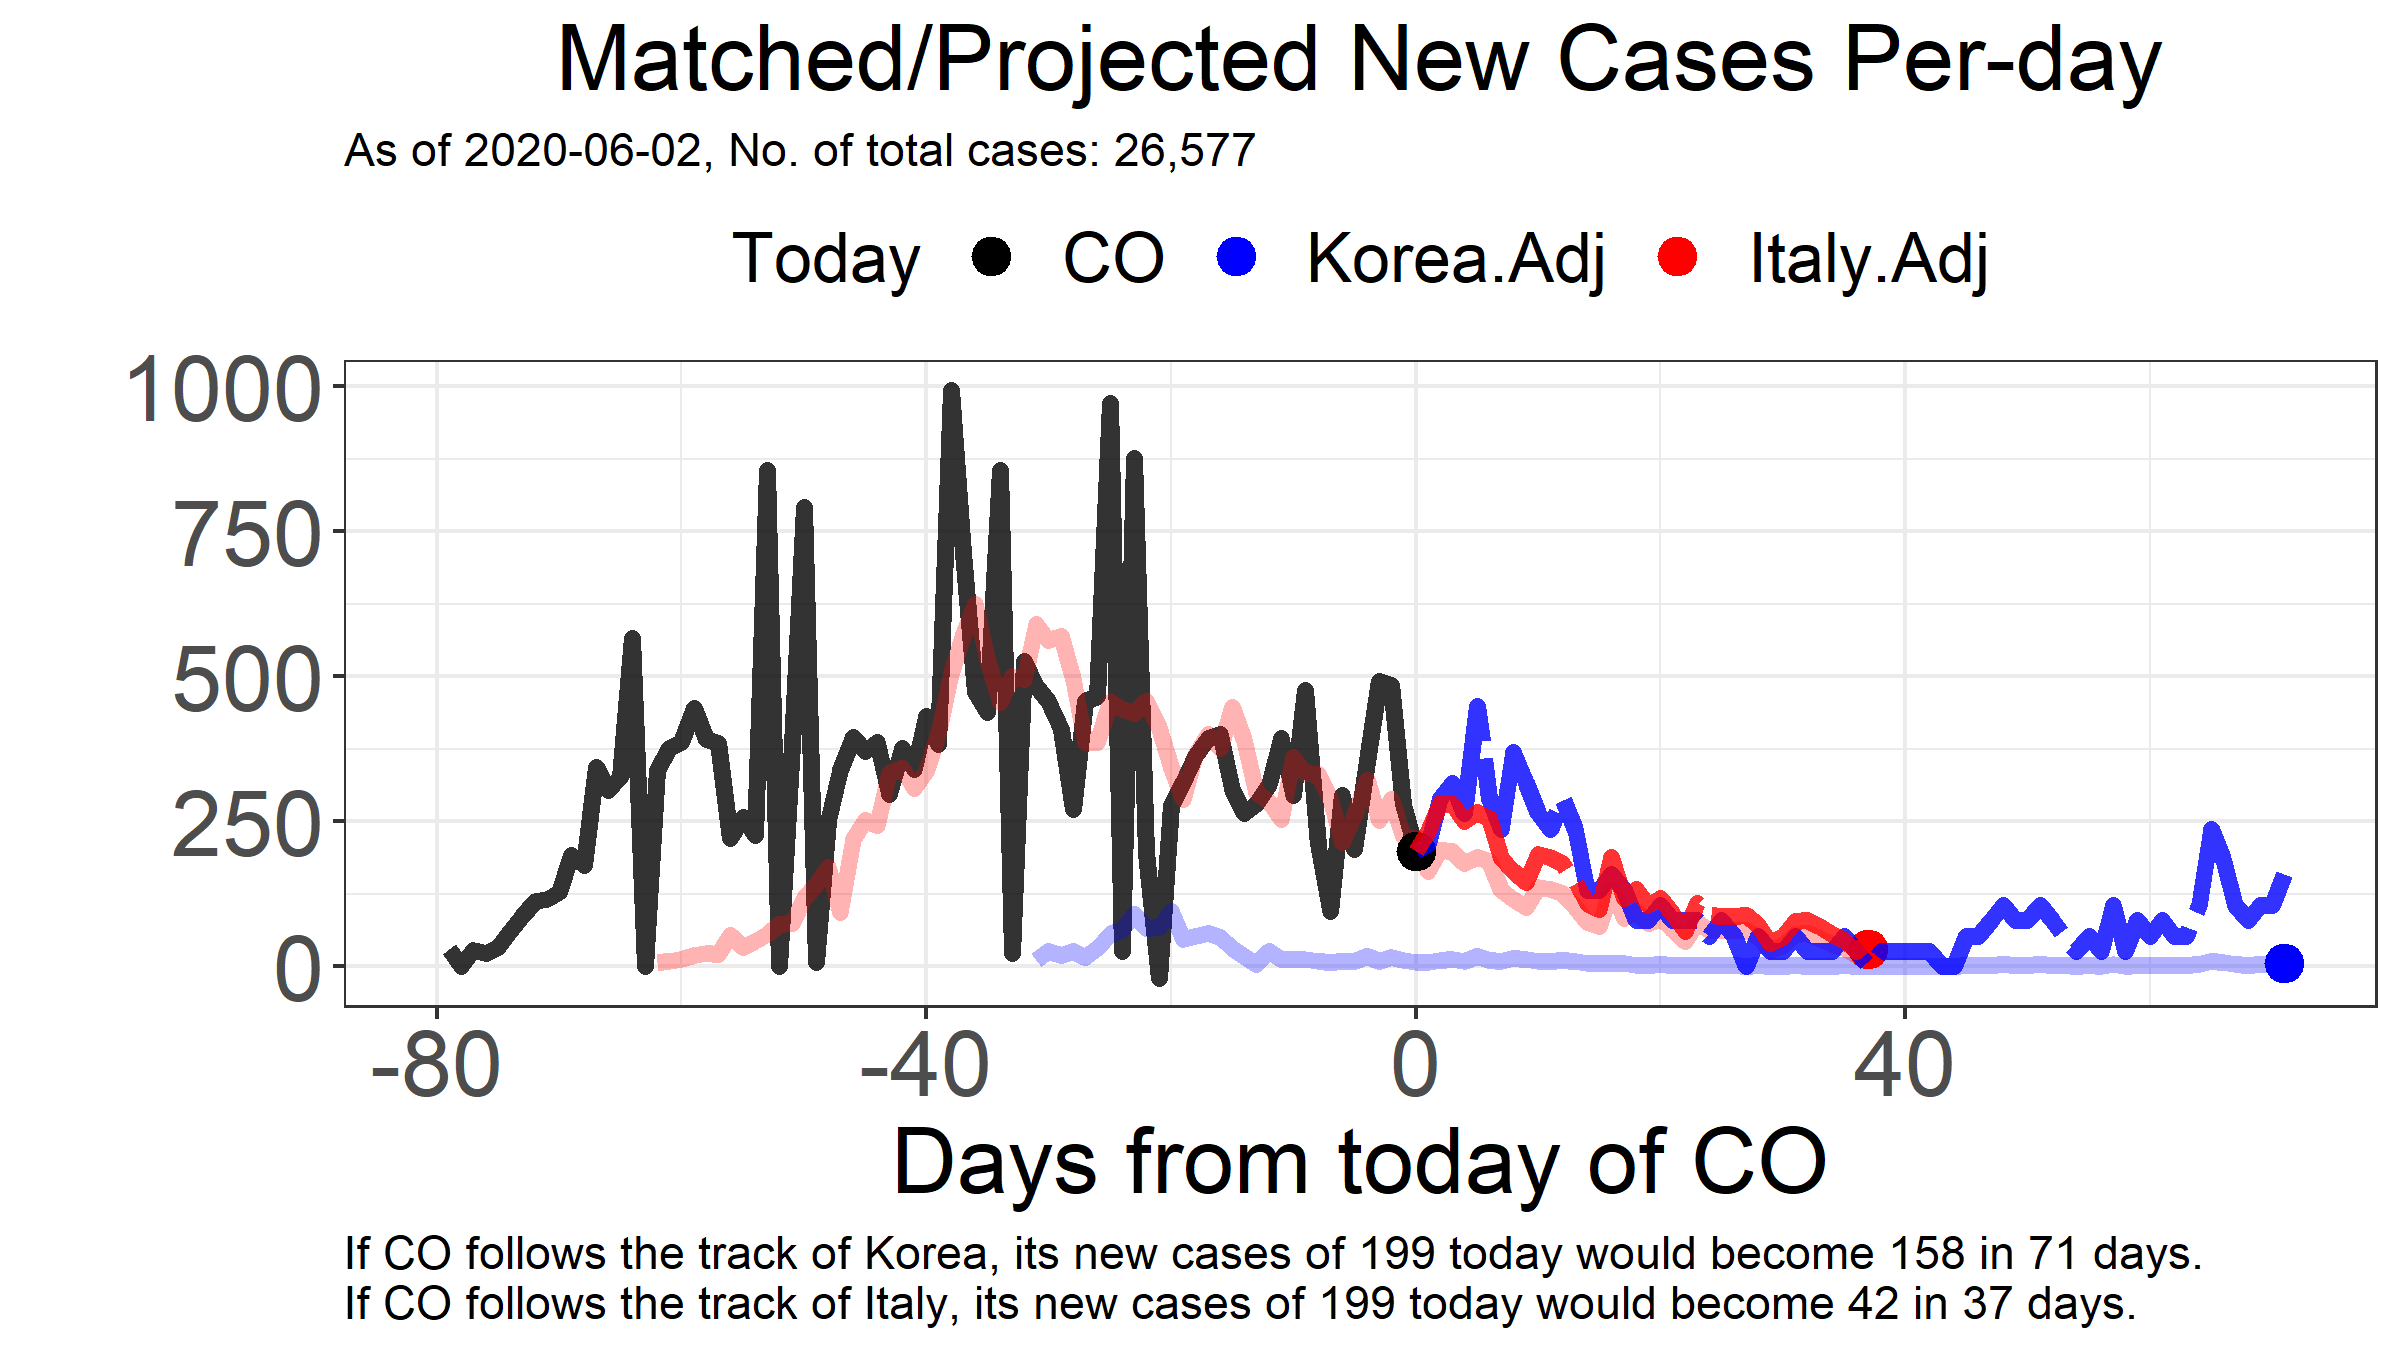 Matched/Projected New Cases Per-day
As of 2020-06-02, No. of total cases: 26,577
Today CO Korea.Adj Italy.Adj
1000
750
500
250
0
-80 -40 0 40
Days from today of CO
If CO follows the track of Korea, its new cases of 199 today would become 158 in 71 days.
If CO follows the track of Italy, its new cases of 199 today would become 42 in 37 days.